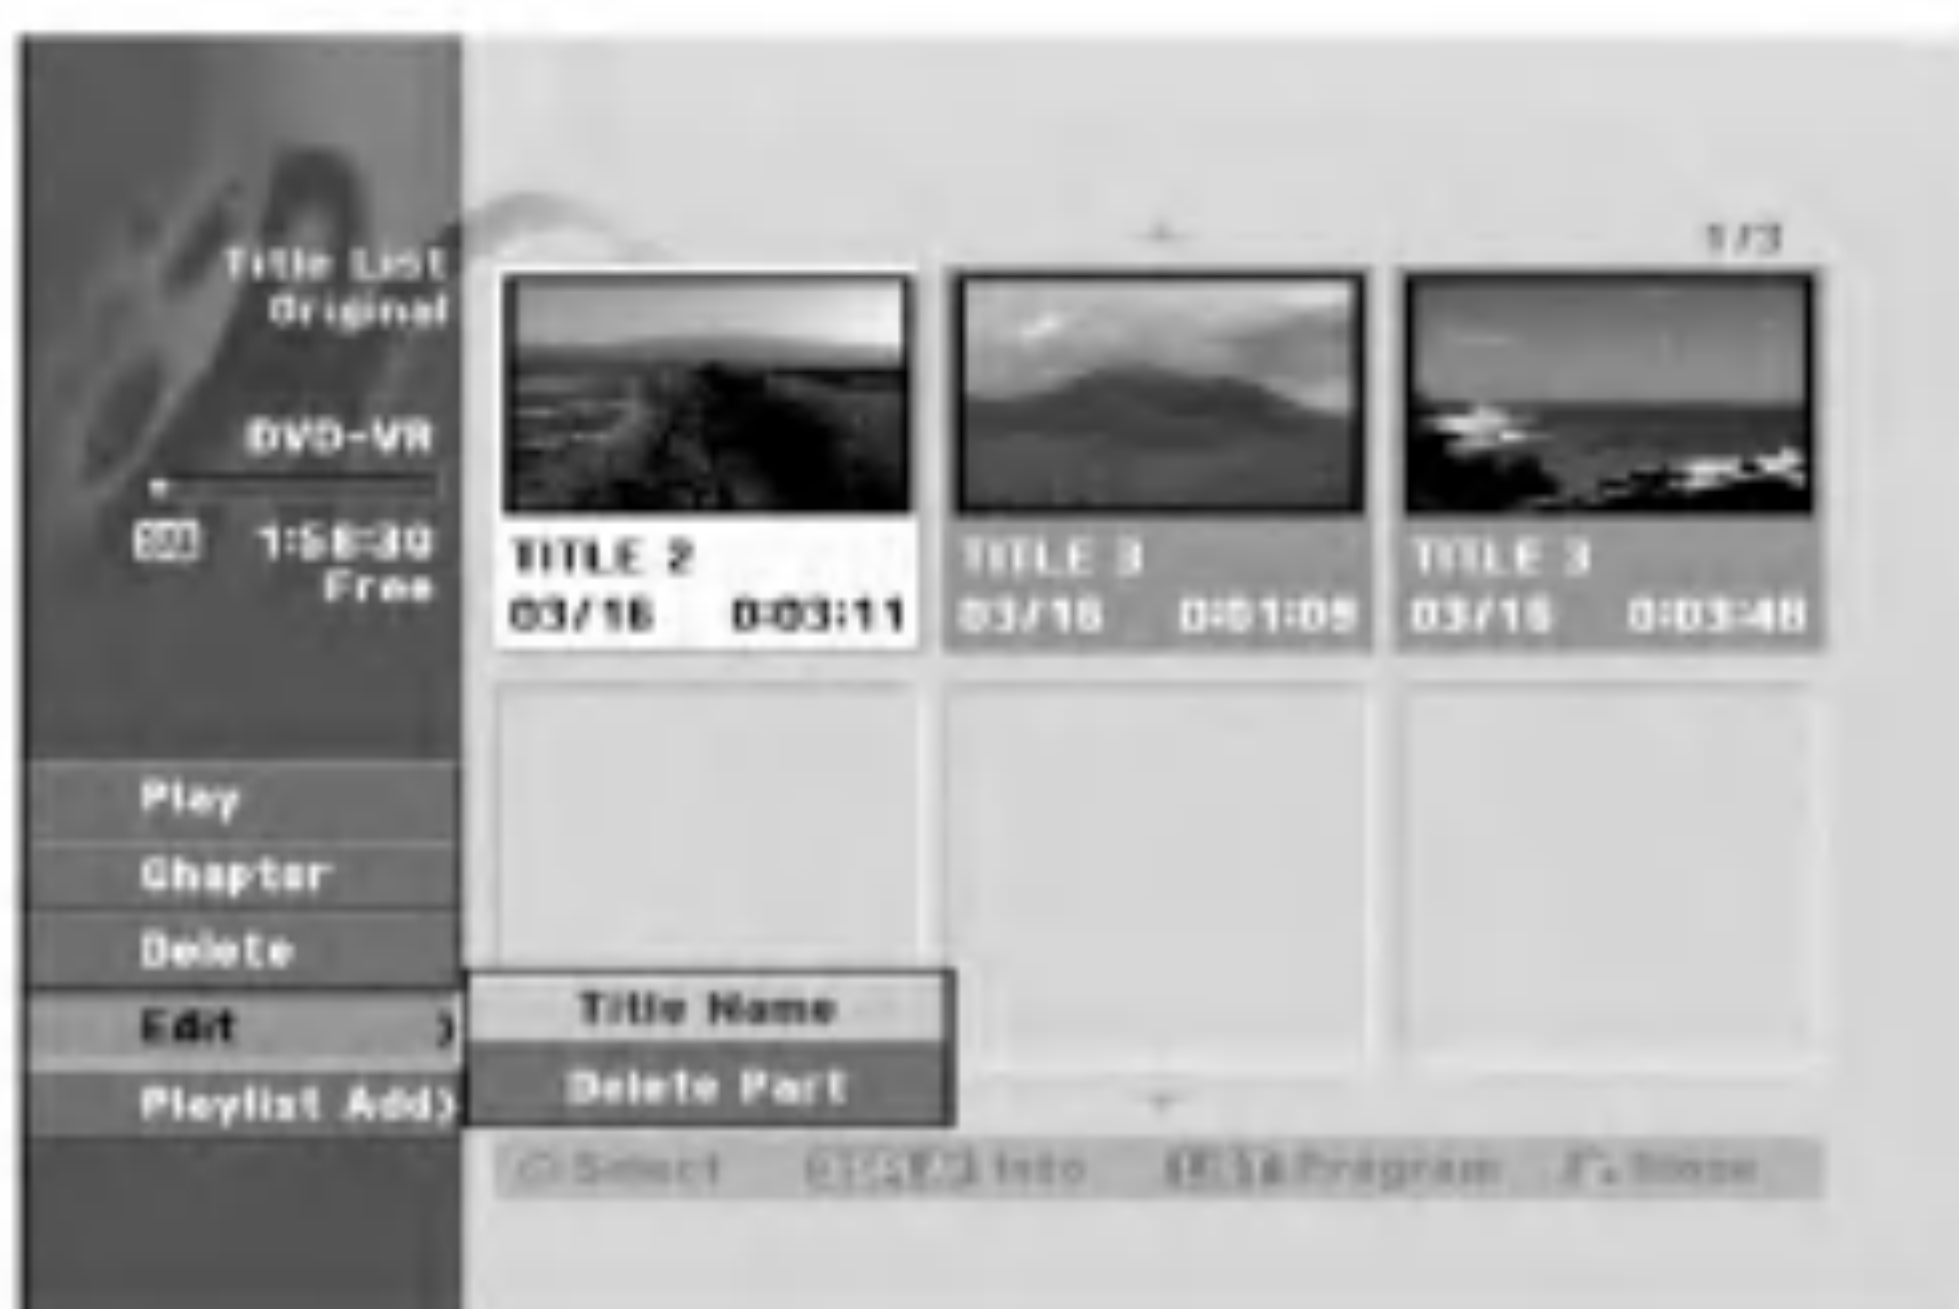 Title List
Original
1/3
DVD-VR
1:58:30
Free
TITLE 2
03/16 0:03:11
TITLE 3
03/16 0:01:09
TITLE 3
03/16 0:03:48
Play
Chapter
Delete
Edit >
Title Name
Playlist Add>
Delete Part
Select Info Program